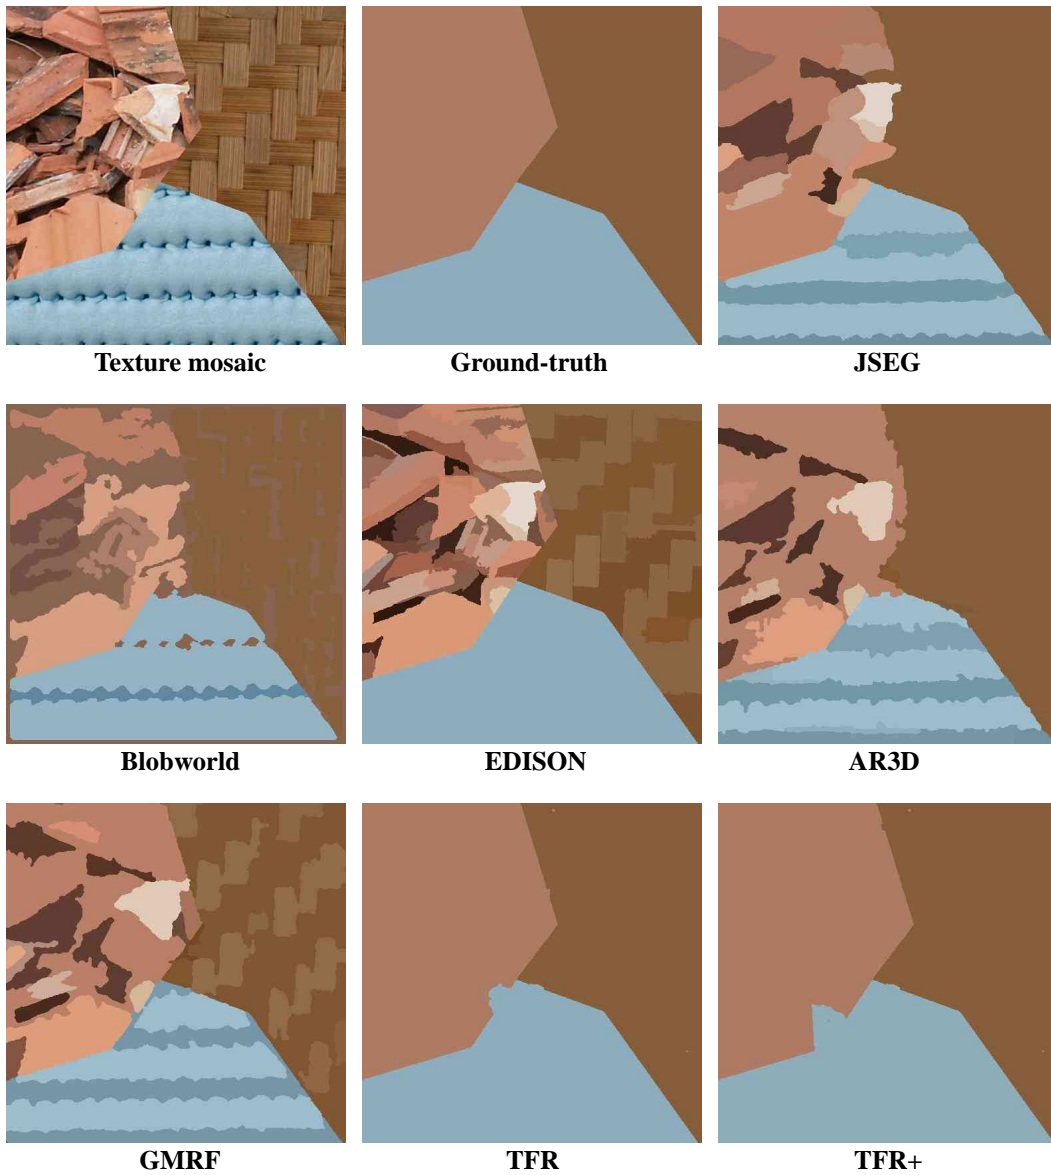 Texture mosaic
Ground-truth
JSEG
Blobworld
EDISON
AR3D
GMRF
TFR
TFR+